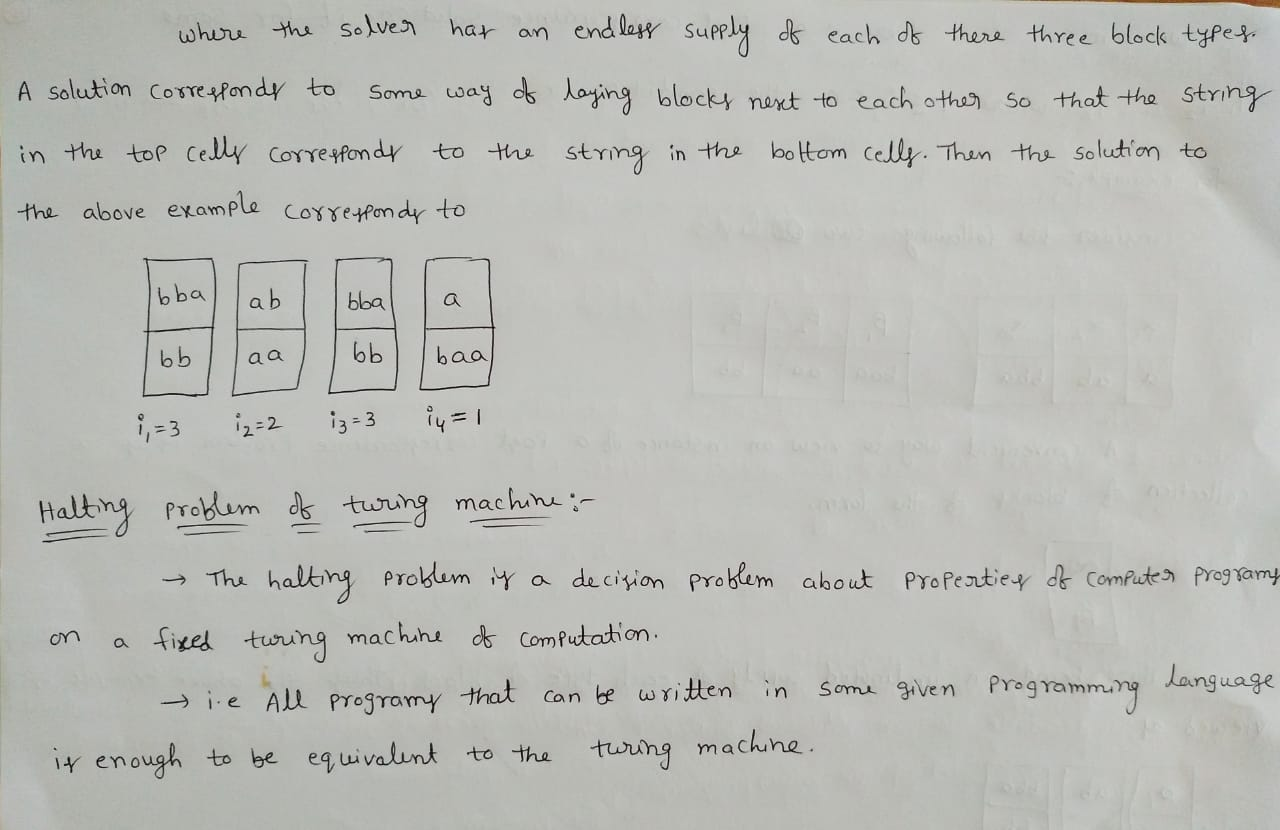 where the solver has an endless supply of each of these three block types.
A solution corresponds to some way of laying blocks next to each other so that the string
in the top cells corresponds to the string in the bottom cells. Then the solution to
the above example corresponds to
bba ab bba a
bb aa bb baa
i₁=3 i₂=2 i₃=3 i₄=1
Halting problem of turing machine :-
→ The halting problem is a decision problem about properties of computer programs
on a fixed turing machine of computation.
→ i.e All programs that can be written in some given programming language
is enough to be equivalent to the turing machine.